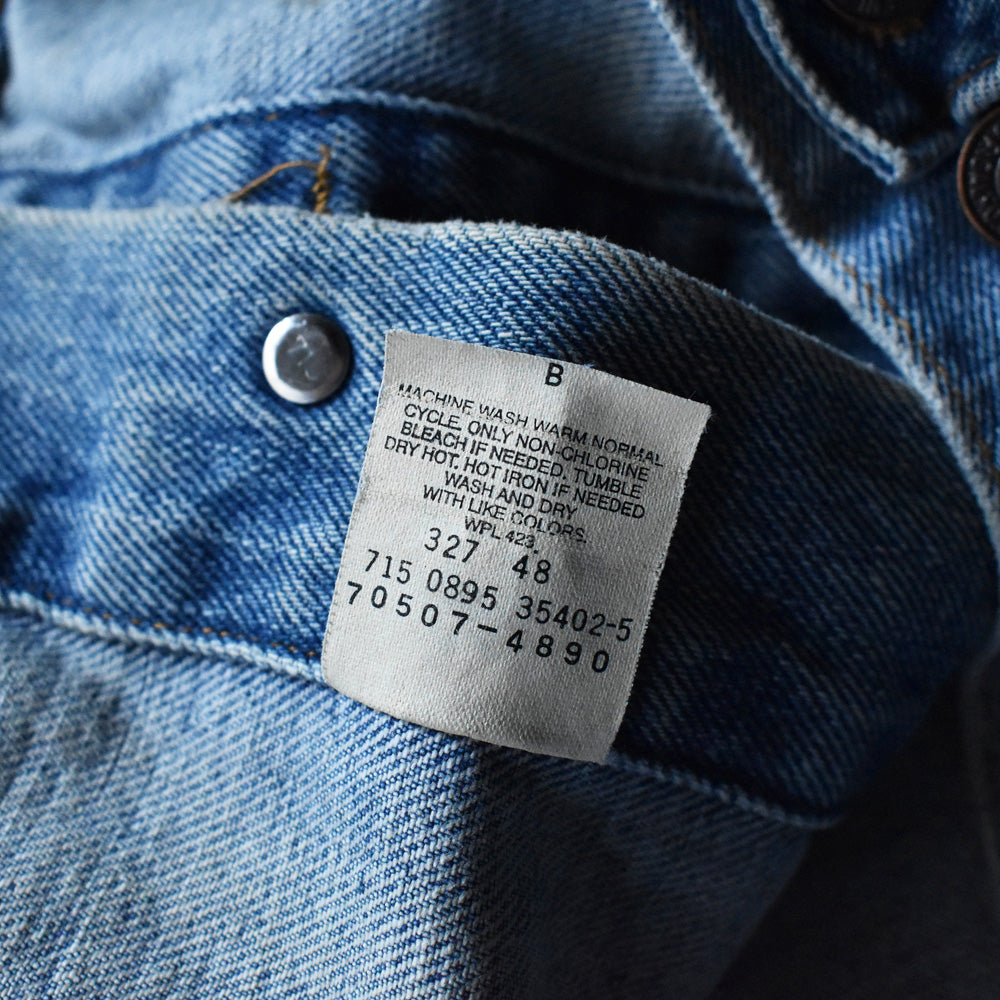 B
MACHINE WASH WARM NORMAL
CYCLE. ONLY NON-CHLORINE
BLEACH IF NEEDED. TUMBLE
DRY HOT. HOT IRON IF NEEDED
WASH AND DRY
WITH LIKE COLORS.
WPL 423.
327 48
715 0895 35402-5
70507-4890